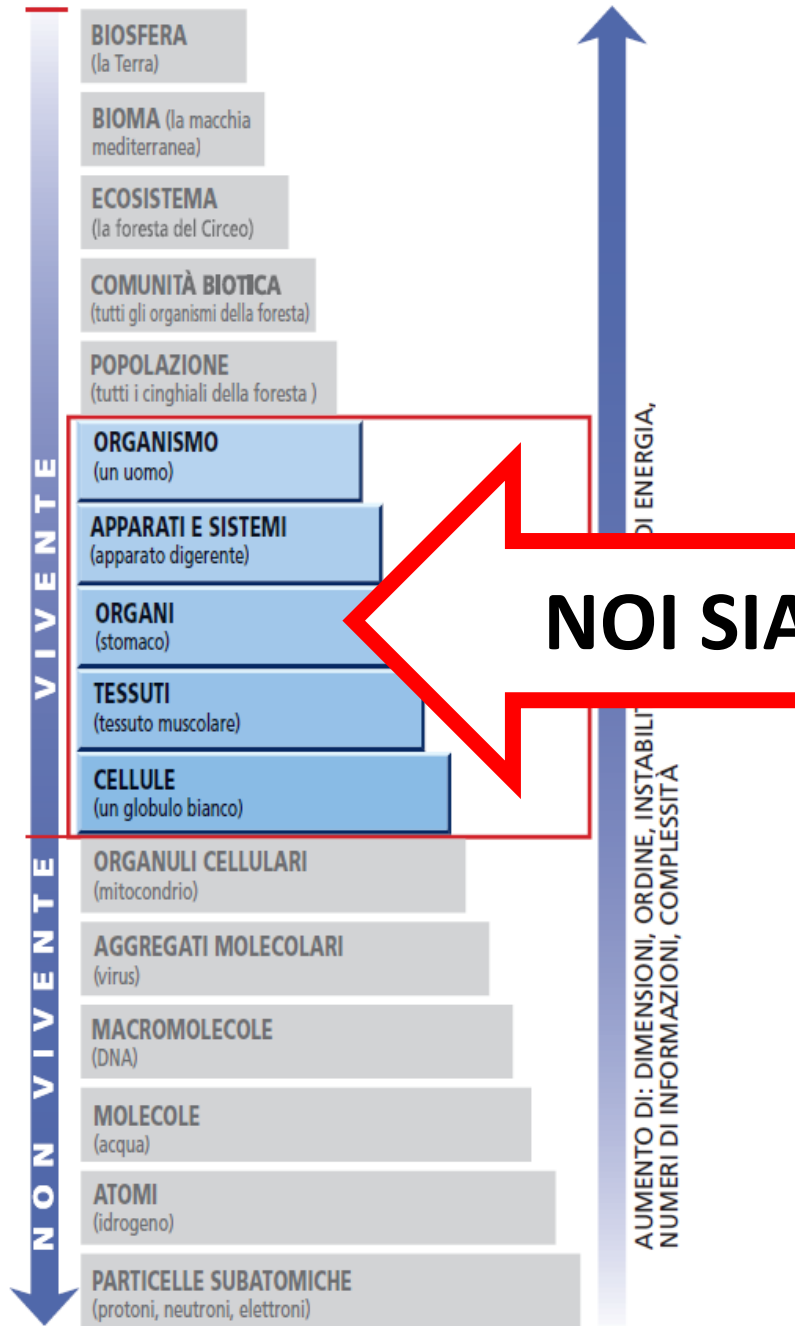 BIOSFERA
(la Terra)
BIOMA (la macchia
mediterranea)
ECOSISTEMA
(la foresta del Circeo)
COMUNITÀ BIOTICA
(tutti gli organismi della foresta)
POPOLAZIONE
(tutti i cinghiali della foresta )
ORGANISMO
(un uomo)
APPARATI E SISTEMI
(apparato digerente)
ORGANI
(stomaco)
TESSUTI
(tessuto muscolare)
CELLULE
(un globulo bianco)
ORGANULI CELLULARI
(mitocondrio)
AGGREGATI MOLECOLARI
(virus)
MACROMOLECOLE
(DNA)
MOLECOLE
(acqua)
ATOMI
(idrogeno)
PARTICELLE SUBATOMICHE
(protoni, neutroni, elettroni)
VIVENTE
NON VIVENTE
NOI
AUMENTO DI: DIMENSIONI, ORDINE, DI ENERGIA,
NUMERI DI INFORMAZIONI, COMPLESSITÀ